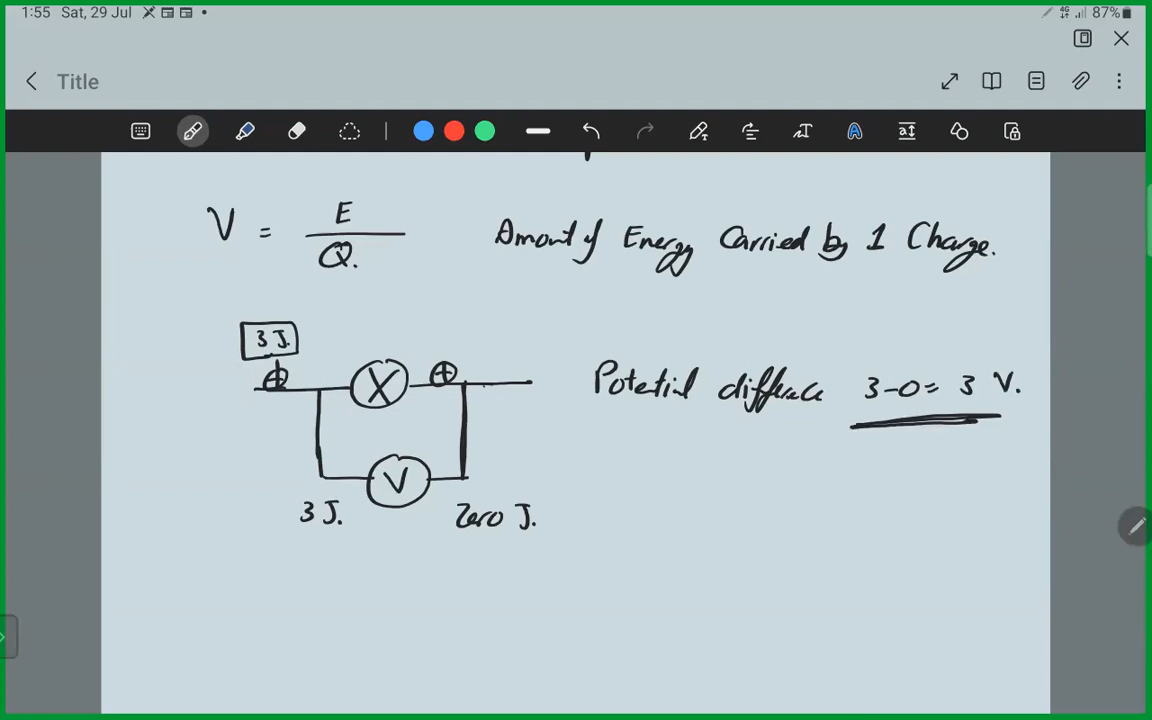 1:55 Sat, 29 Jul
4G 87%
Title
V = E / Q. Amount of Energy Carried by 1 Charge.
3 J.
+ X + Potential difference 3-0= 3 V.
V
3 J. Zero J.